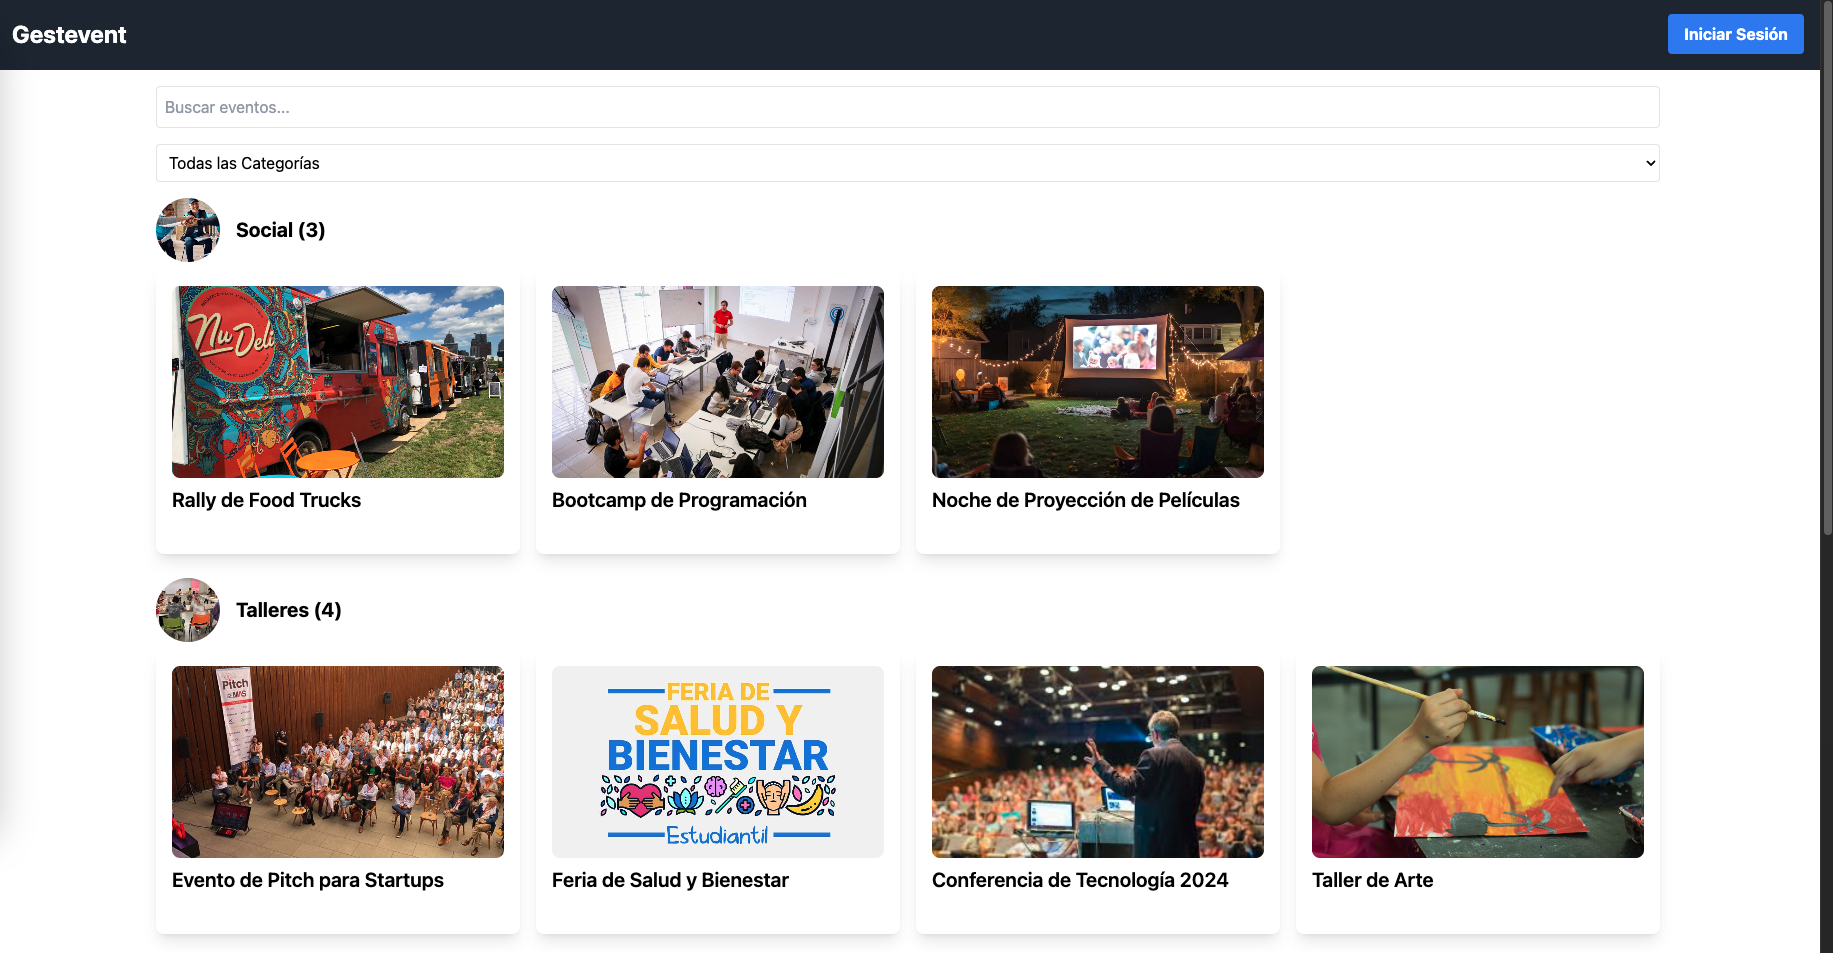 Gestevent
Iniciar Sesión
Buscar eventos...
Todas las Categorías
Social (3)
Nu Deli
Rally de Food Trucks
Bootcamp de Programación
Noche de Proyección de Películas
Talleres (4)
Pitch
FERIA DE
SALUD Y
BIENESTAR
Estudiantil
Evento de Pitch para Startups
Feria de Salud y Bienestar
Conferencia de Tecnología 2024
Taller de Arte